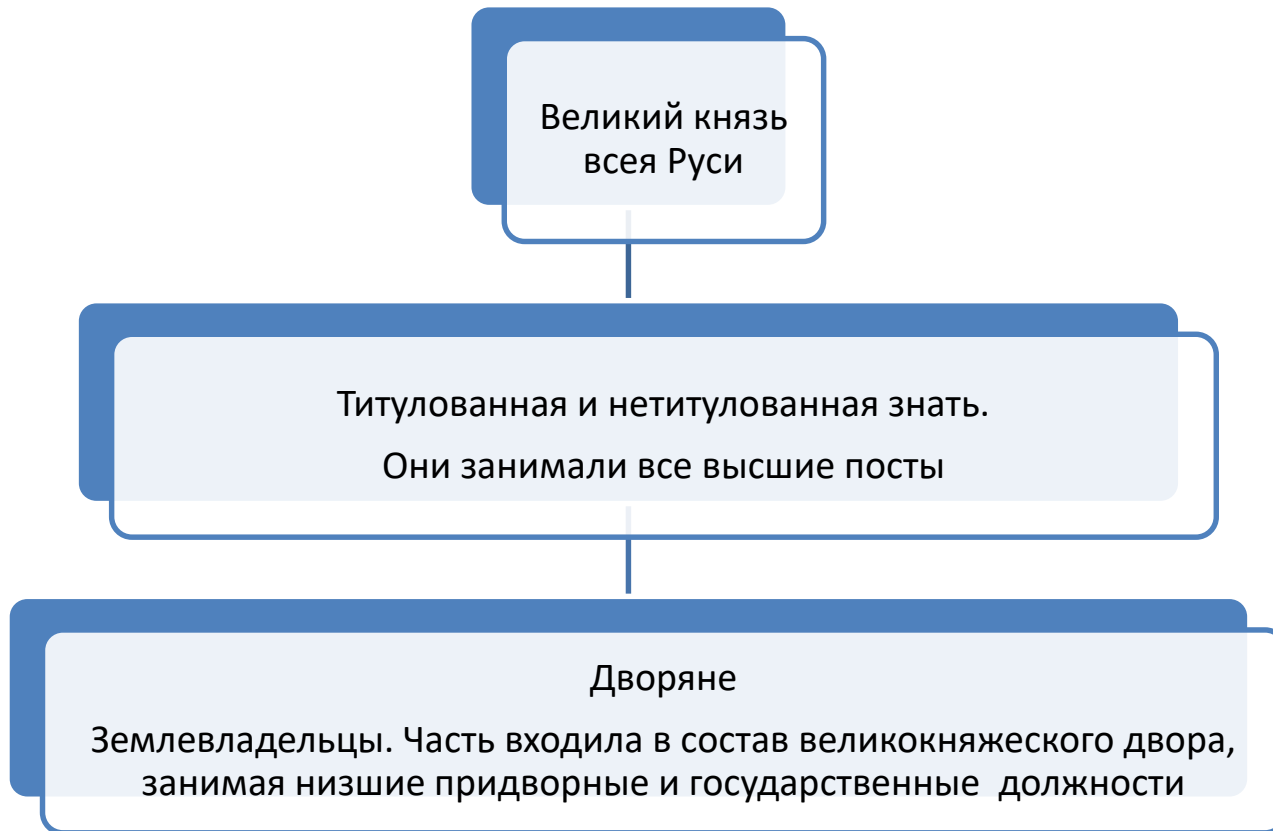 Великий князь
всея Руси
Титулованная и нетитулованная знать.
Они занимали все высшие посты
Дворяне
Землевладельцы. Часть входила в состав великокняжеского двора,
занимая низшие придворные и государственные  должности